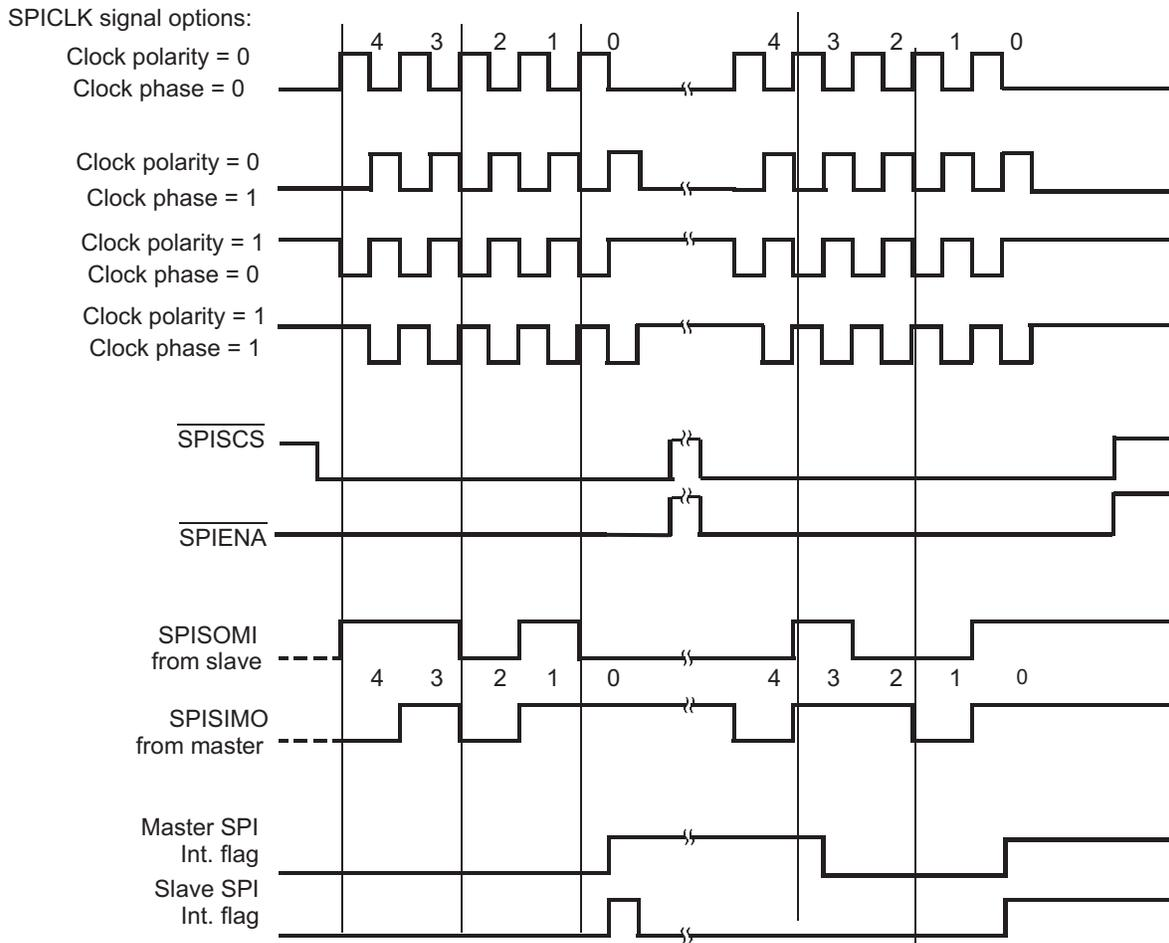 SPICLK signal options:
4 3 2 1 0 4 3 2 1 0
Clock polarity = 0
Clock phase = 0
Clock polarity = 0
Clock phase = 1
Clock polarity = 1
Clock phase = 0
Clock polarity = 1
Clock phase = 1
SPISCS
SPIENA
SPISOMI
from slave
4 3 2 1 0 4 3 2 1 0
SPISIMO
from master
Master SPI
Int. flag
Slave SPI
Int. flag